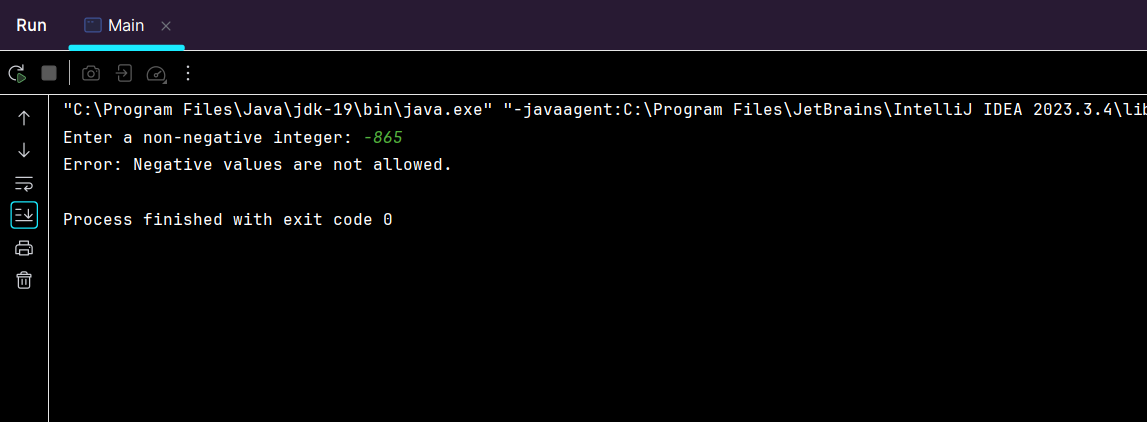 Run Main
"C:\Program Files\Java\jdk-19\bin\java.exe" "-javaagent:C:\Program Files\JetBrains\IntelliJ IDEA 2023.3.4\lib
Enter a non-negative integer: -865
Error: Negative values are not allowed.
Process finished with exit code 0